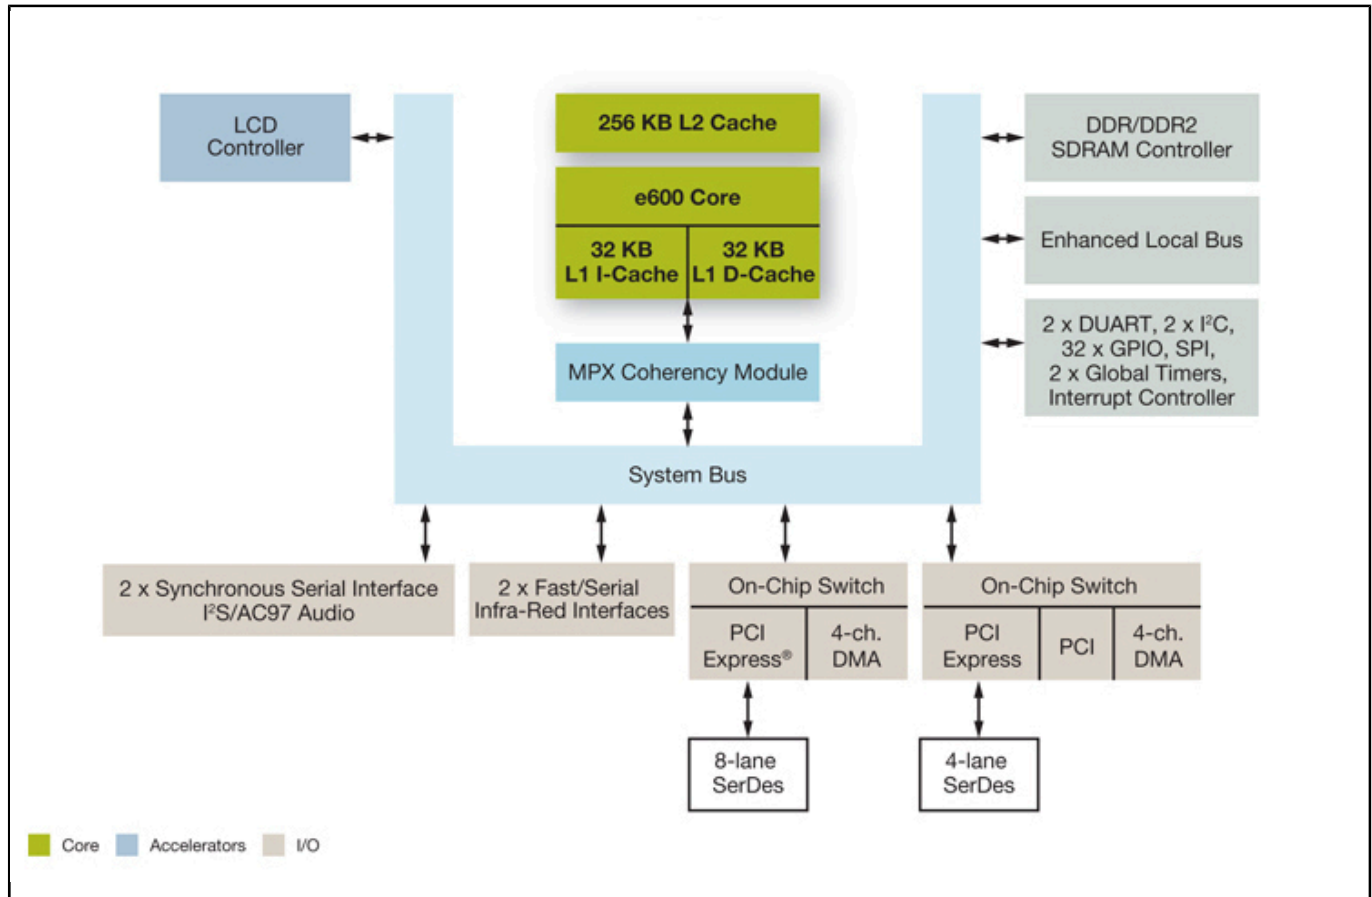 LCD
Controller
256 KB L2 Cache
e600 Core
32 KB
L1 I-Cache
32 KB
L1 D-Cache
MPX Coherency Module
System Bus
DDR/DDR2
SDRAM Controller
Enhanced Local Bus
2 x DUART, 2 x I²C,
32 x GPIO, SPI,
2 x Global Timers,
Interrupt Controller
2 x Synchronous Serial Interface
I²S/AC97 Audio
2 x Fast/Serial
Infra-Red Interfaces
On-Chip Switch
PCI
Express®
4-ch.
DMA
On-Chip Switch
PCI
Express
PCI
4-ch.
DMA
8-lane
SerDes
4-lane
SerDes
Core
Accelerators
I/O